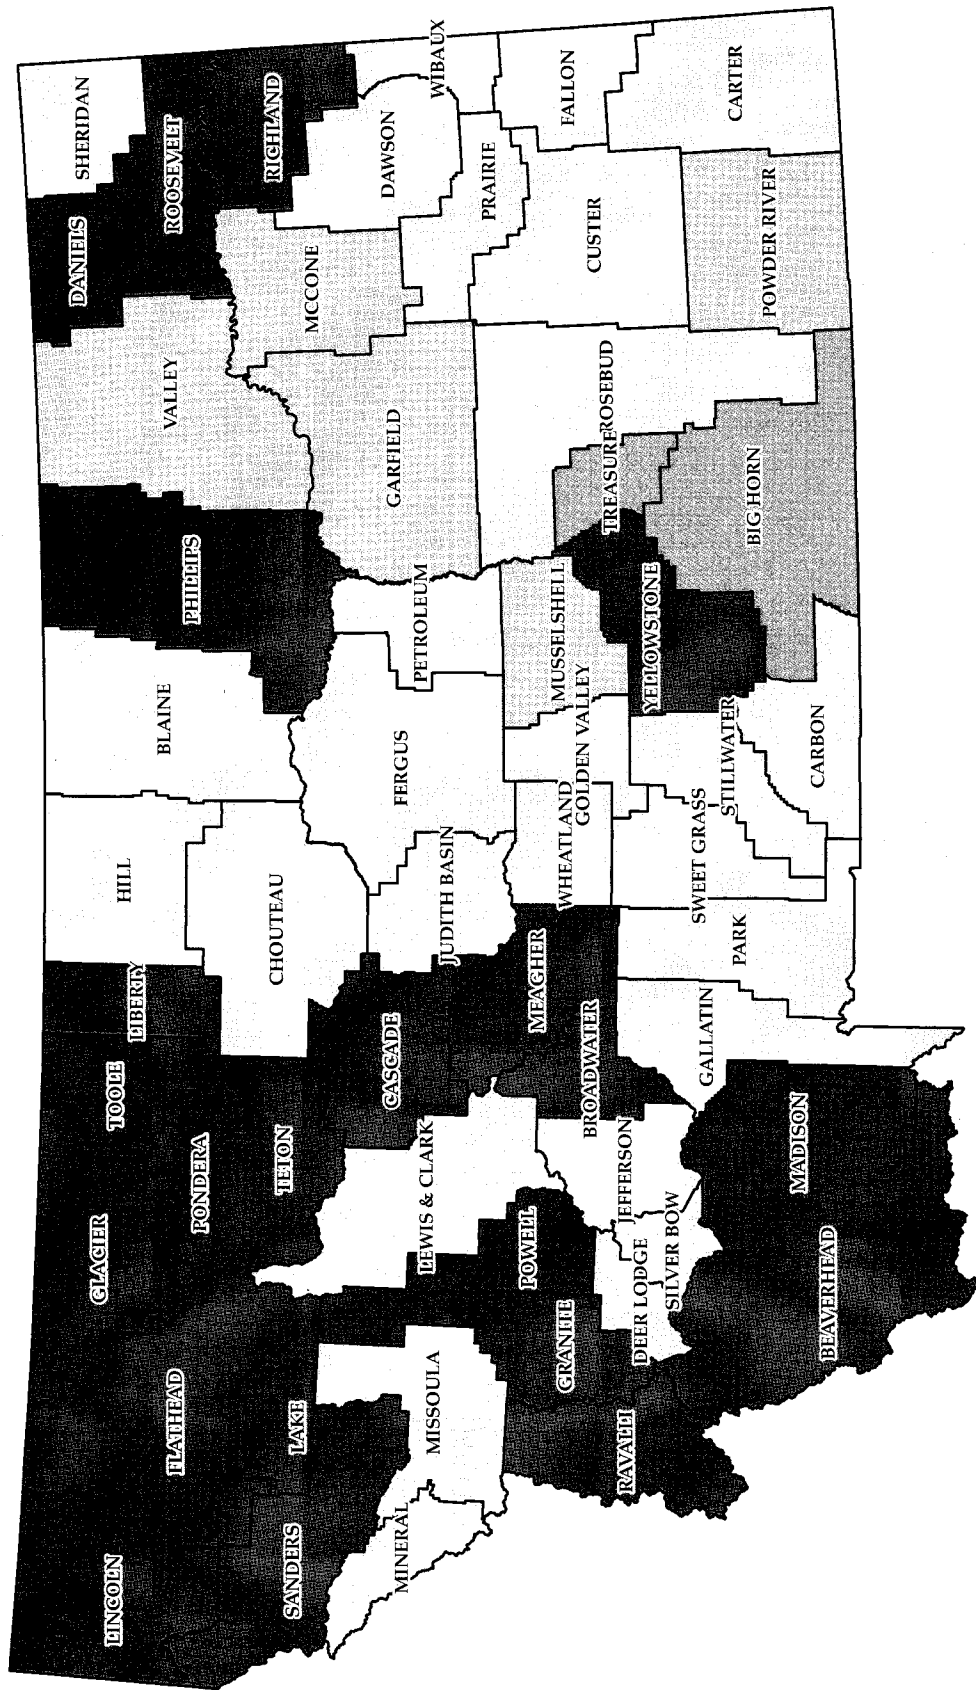 LINCOLN
FLATHEAD
GLACIER
TOOLE
LIBERTY
HILL
BLAINE
PHILLIPS
VALLEY
DANIELS
SHERIDAN
ROOSEVELT
SANDERS
LAKE
PONDERA
TETON
CHOUTEAU
RICHLAND
MCCONE
MINERAL
MISSOULA
LEWIS & CLARK
CASCADE
JUDITH BASIN
FERGUS
PETROLEUM
GARFIELD
DAWSON
WIBAUX
PRAIRIE
POWELL
GRANITE
MEAGHER
BROADWATER
WHEATLAND
GOLDEN VALLEY
MUSSELSHELL
TREASURE
ROSEBUD
CUSTER
FALLON
RAVALLI
DEER LODGE
SILVER BOW
JEFFERSON
GALLATIN
PARK
SWEET GRASS
STILLWATER
YELLOWSTONE
BIG HORN
POWDER RIVER
CARTER
BEAVERHEAD
MADISON
CARBON